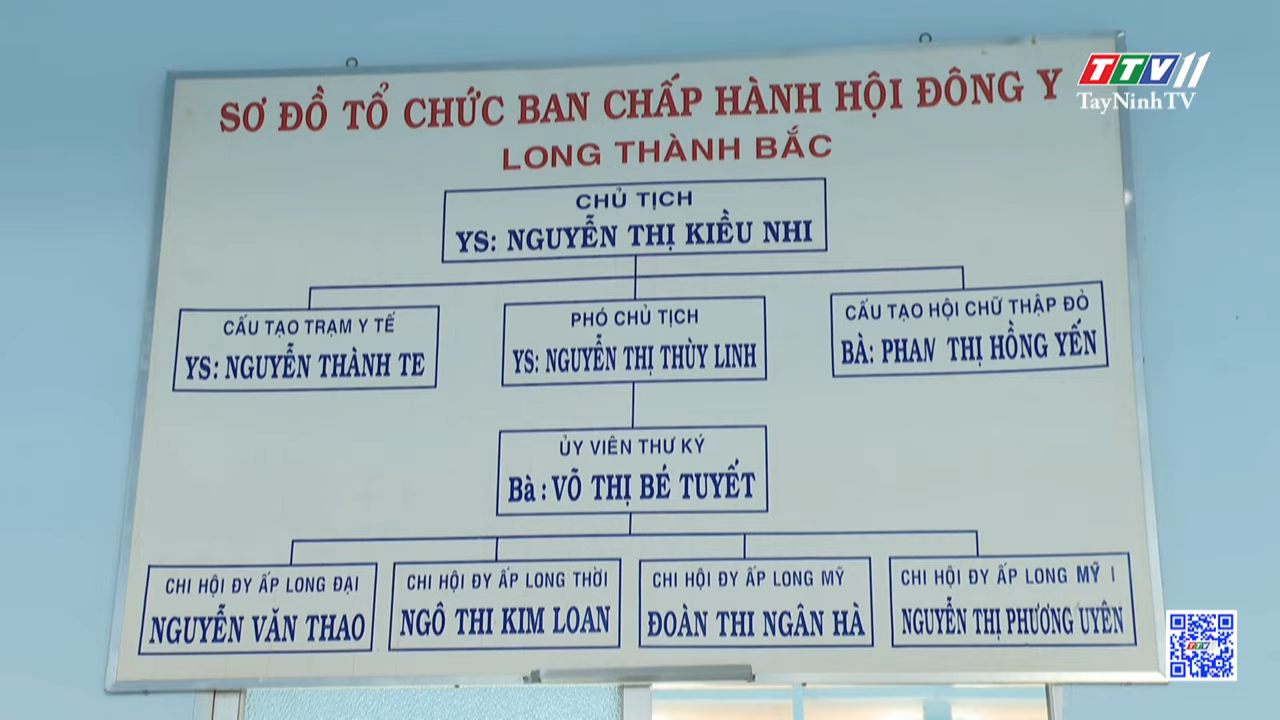 TTV11
TayNinhTV
SƠ ĐỒ TỔ CHỨC BAN CHẤP HÀNH HỘI ĐÔNG Y
LONG THÀNH BẮC
CHỦ TỊCH
YS: NGUYỄN THỊ KIỀU NHI
CẤU TẠO TRẠM Y TẾ
YS: NGUYỄN THÀNH TE
PHÓ CHỦ TỊCH
YS: NGUYỄN THỊ THÙY LINH
CẤU TẠO HỘI CHỮ THẬP ĐỎ
BÀ: PHAN THỊ HỒNG YẾN
ỦY VIÊN THƯ KÝ
Bà : VÕ THỊ BÉ TUYẾT
CHI HỘI ĐY ẤP LONG ĐẠI
NGUYỄN VĂN THAO
CHI HỘI ĐY ẤP LONG THỜI
NGÔ THI KIM LOAN
CHI HỘI ĐY ẤP LONG MỸ
ĐOÀN THI NGÂN HÀ
CHI HỘI ĐY ẤP LONG MỸ I
NGUYỄN THỊ PHƯƠNG UYÊN
TTV11